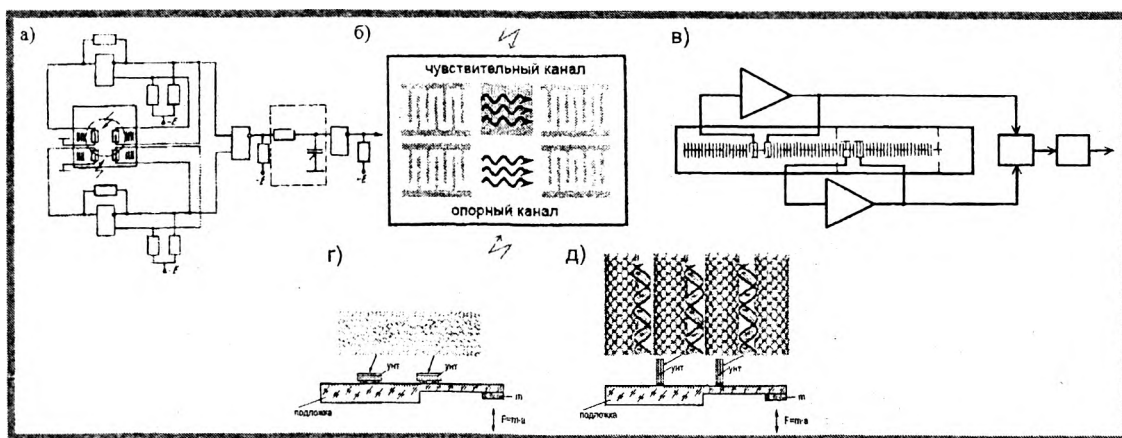 а)
б)
в)
чувствительный канал
опорный канал
-E
-E
-E
-E
г)
унт
унт
подложка
m
F=m·a
д)
унт
унт
подложка
m
F=m·a